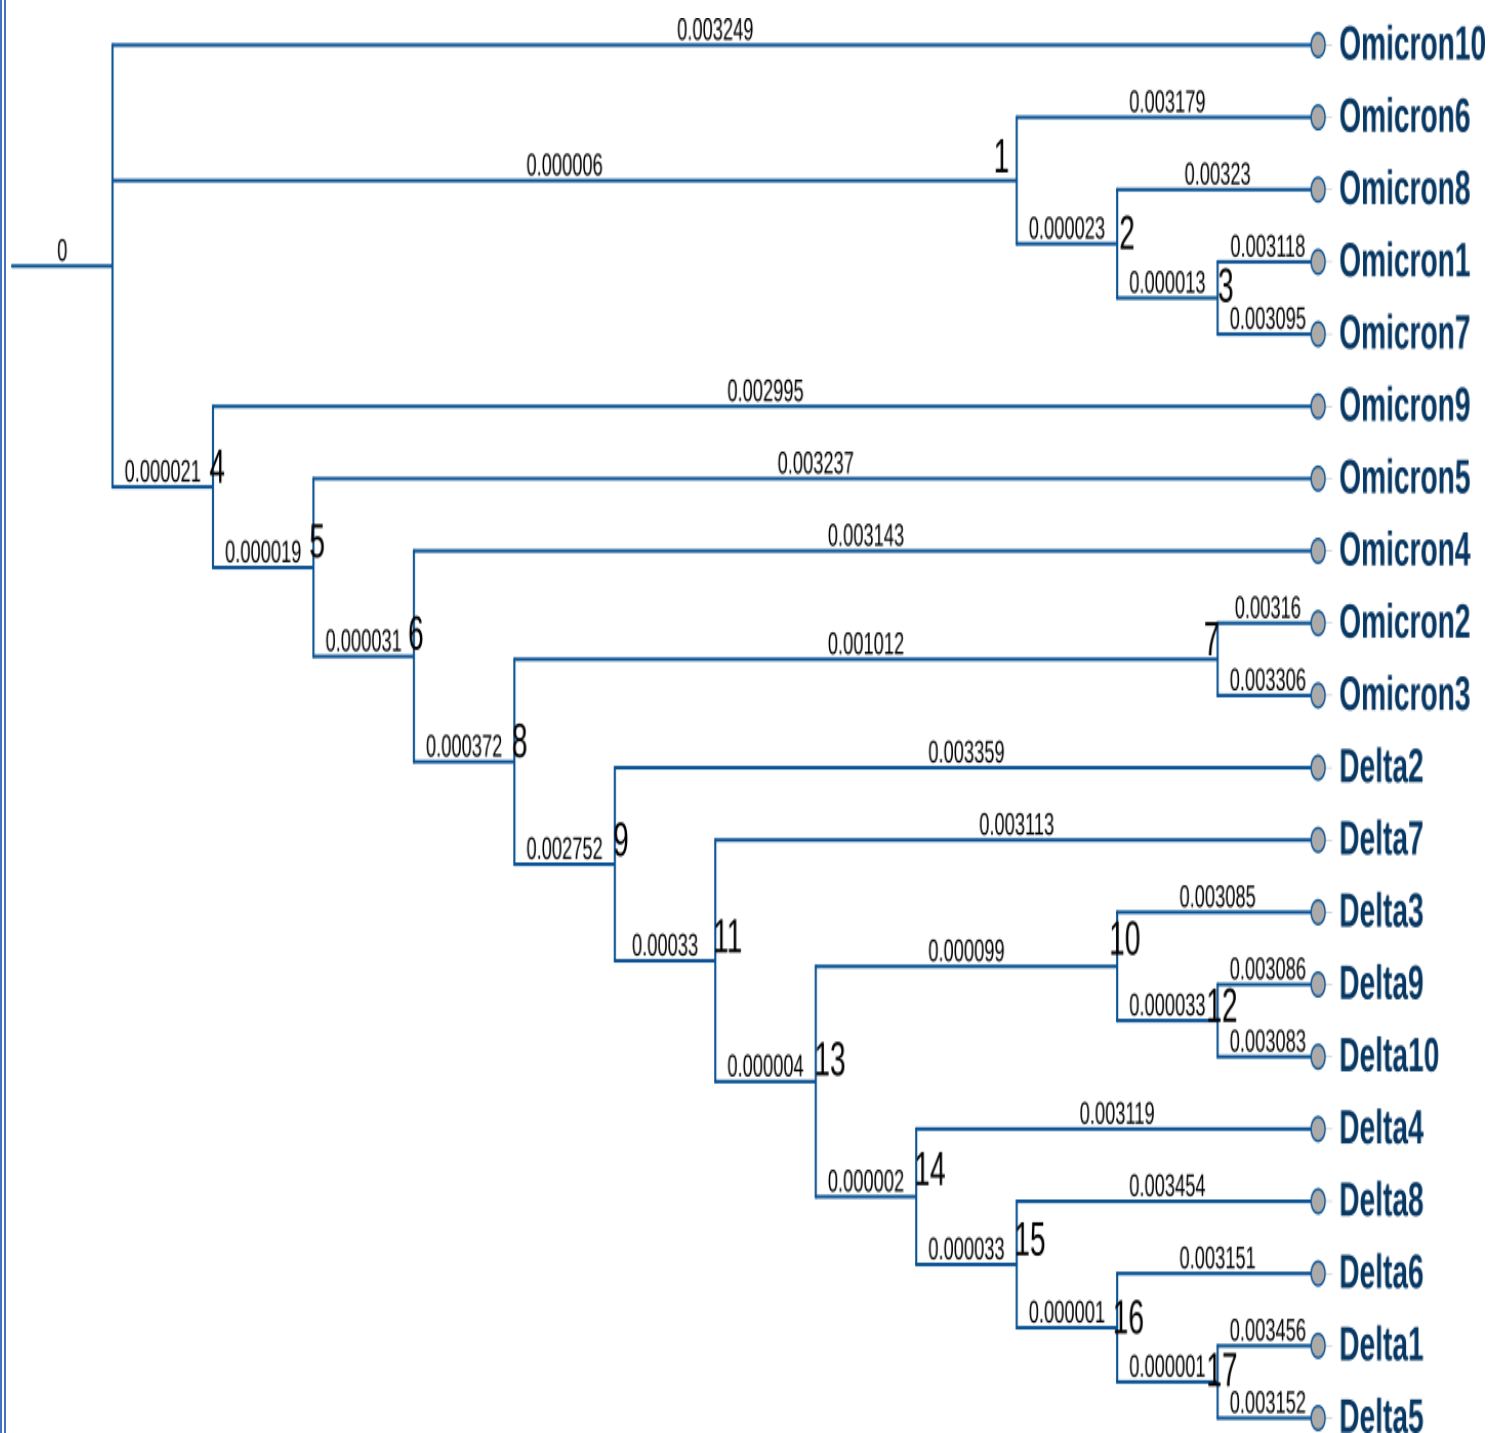 0.003249 Omicron10
0.003179 Omicron6
1
0.000006
0.00323 Omicron8
0.000023 2
0 0.003118 Omicron1
0.000013 3
0.003095 Omicron7
0.002995 Omicron9
0.000021 4 0.003237 Omicron5
0.000019 5 0.003143 Omicron4
0.00316 Omicron2
0.000031 6 0.001012 7
0.003306 Omicron3
0.000372 8 0.003359 Delta2
0.002752 9 0.003113 Delta7
0.003085 Delta3
0.00033 11 0.000099 10
0.003086 Delta9
0.000033 12
0.003083 Delta10
0.000004 13
0.003119 Delta4
0.000002 14 0.003454 Delta8
0.000033 15 0.003151 Delta6
0.000001 16 0.003456 Delta1
0.000001 17
0.003152 Delta5